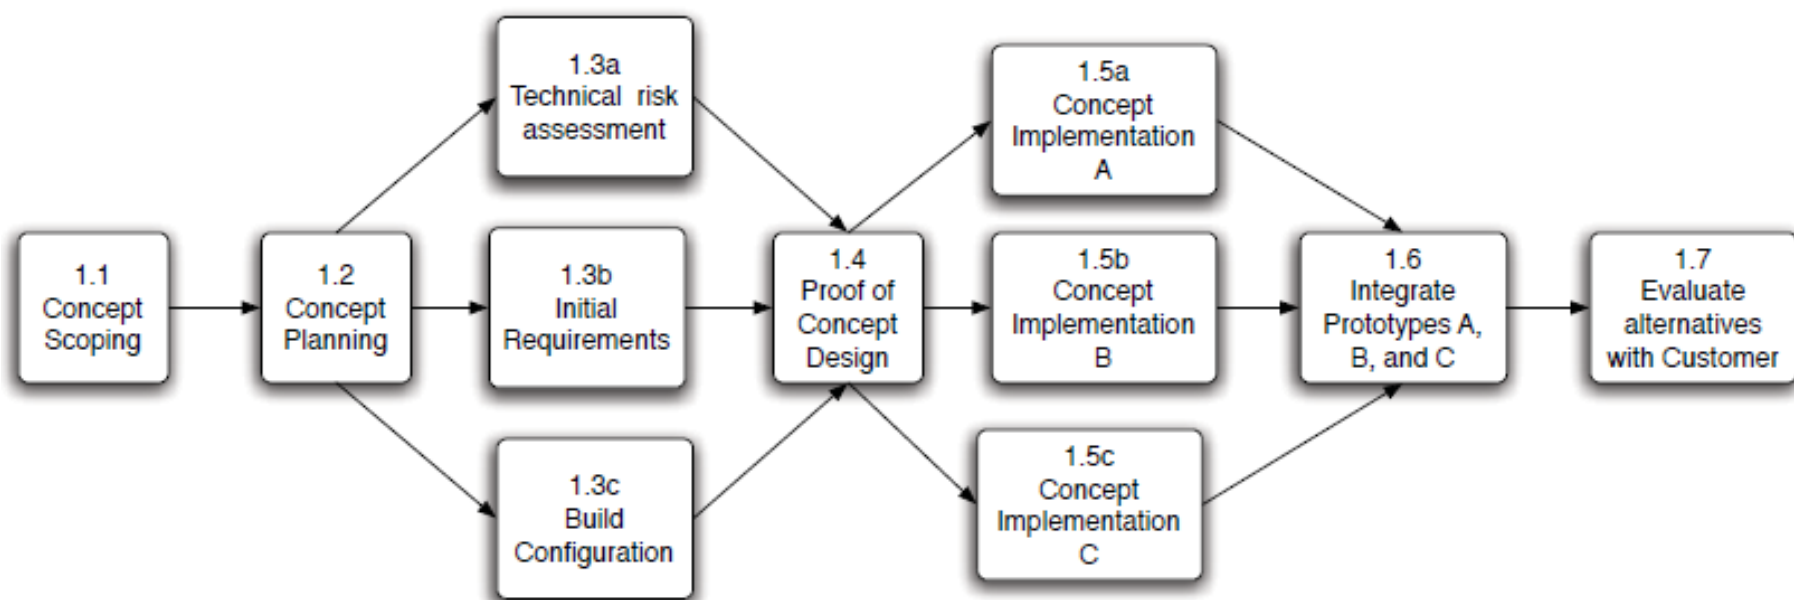 1.1
Concept
Scoping
1.2
Concept
Planning
1.3a
Technical risk
assessment
1.3b
Initial
Requirements
1.3c
Build
Configuration
1.4
Proof of
Concept
Design
1.5a
Concept
Implementation
A
1.5b
Concept
Implementation
B
1.5c
Concept
Implementation
C
1.6
Integrate
Prototypes A,
B, and C
1.7
Evaluate
alternatives
with Customer